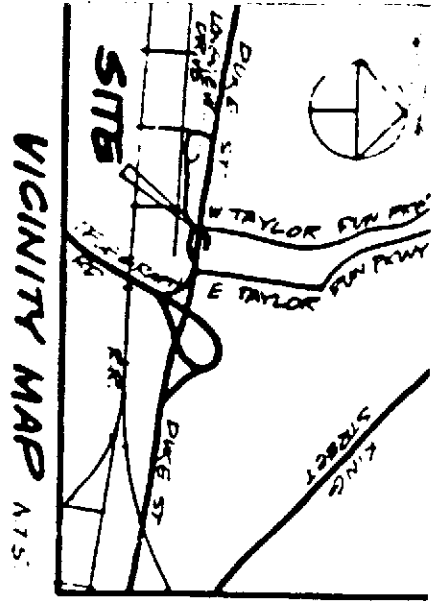 DUKE ST.
SITE
W TAYLOR RUN PKWY
E TAYLOR RUN PKWY
R.R.
DUKE ST
KING
STREET
VICINITY MAP N.T.S.